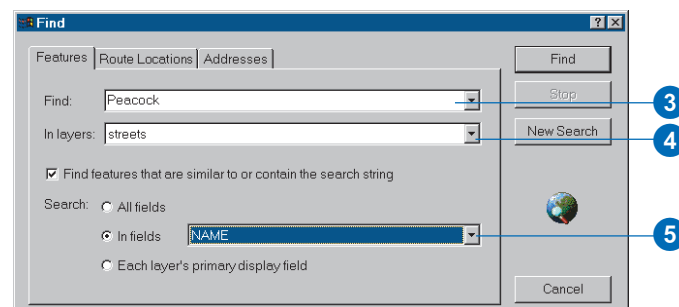 Find
Features Route Locations Addresses
Find
Find: Peacock
Stop
3
In layers: streets
New Search
4
Find features that are similar to or contain the search string
Search: All fields
In fields NAME
5
Each layer's primary display field
Cancel